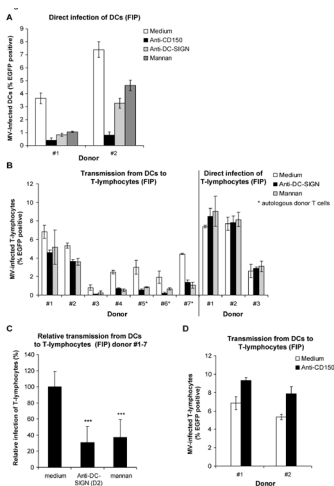 A Direct infection of DCs (FIP)
Medium
Anti-CD150
Anti-DC-SIGN
Mannan
MV-infected DCs (% EGFP positive)
9
8
7
6
5
4
3
2
1
0
#1 #2
Donor
B Transmission from DCs to T-lymphocytes (FIP)
Direct infection of T-lymphocytes (FIP)
Medium
Anti-DC-SIGN
Mannan
* autologous donor T cells
MV-infected T-lymphocytes
(% EGFP positive)
12
10
8
6
4
2
0
#1 #2 #3 #4 #5* #6* #7* #1 #2 #3
Donor Donor
C Relative transmission from DCs
to T-lymphocytes (FIP) donor #1-7
Relative infection of T-lymphocytes (%)
150
100
50
0
*** ***
medium Anti-DC-SIGN (D2) mannan
D Transmission from DCs to T-lymphocytes (FIP)
Medium
Anti-CD150
MV-infected T-lymphocytes
(% EGFP positive)
12
10
8
6
4
2
0
#1 #2
Donor